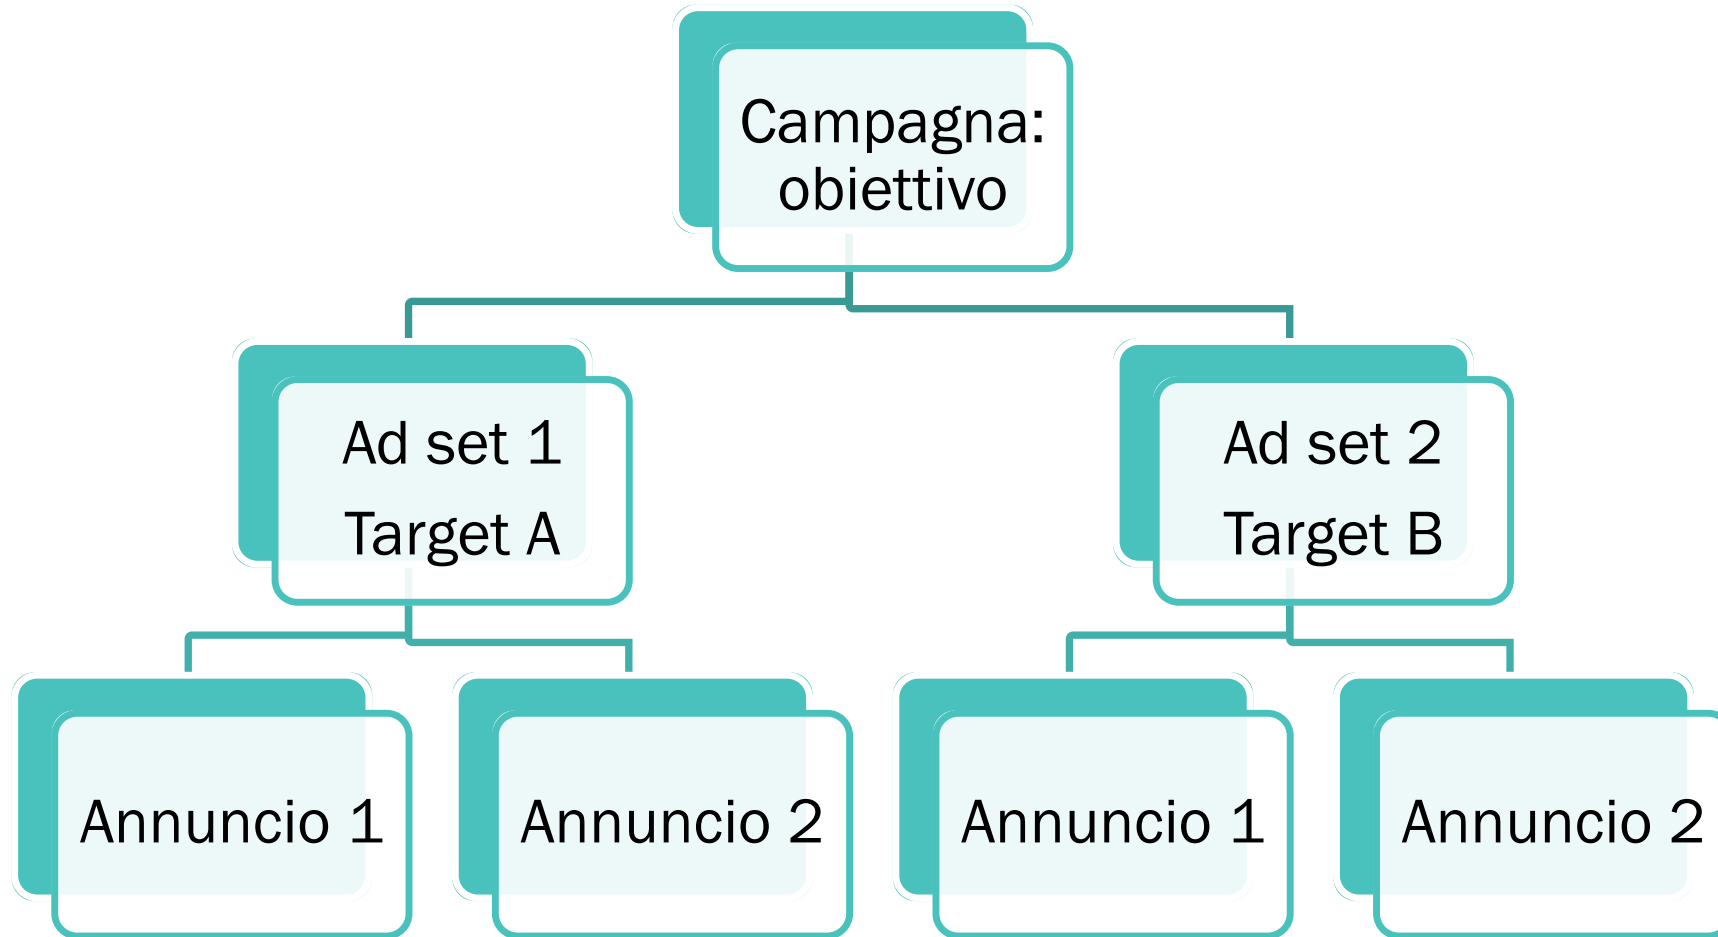 Campagna:
obiettivo
Ad set 1
Target A
Ad set 2
Target B
Annuncio 1
Annuncio 2
Annuncio 1
Annuncio 2